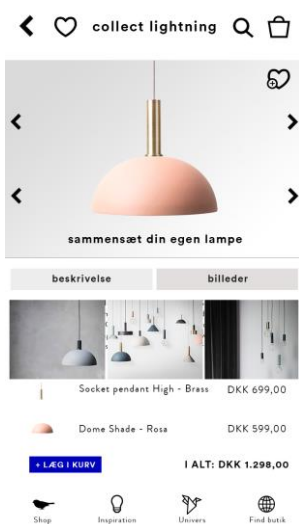 collect lightning
sammensæt din egen lampe
beskrivelse billeder
Socket pendant High - Brass DKK 699,00
Dome Shade - Rosa DKK 599,00
+ LÆG I KURV I ALT: DKK 1.298,00
Shop Inspiration Univers Find butik